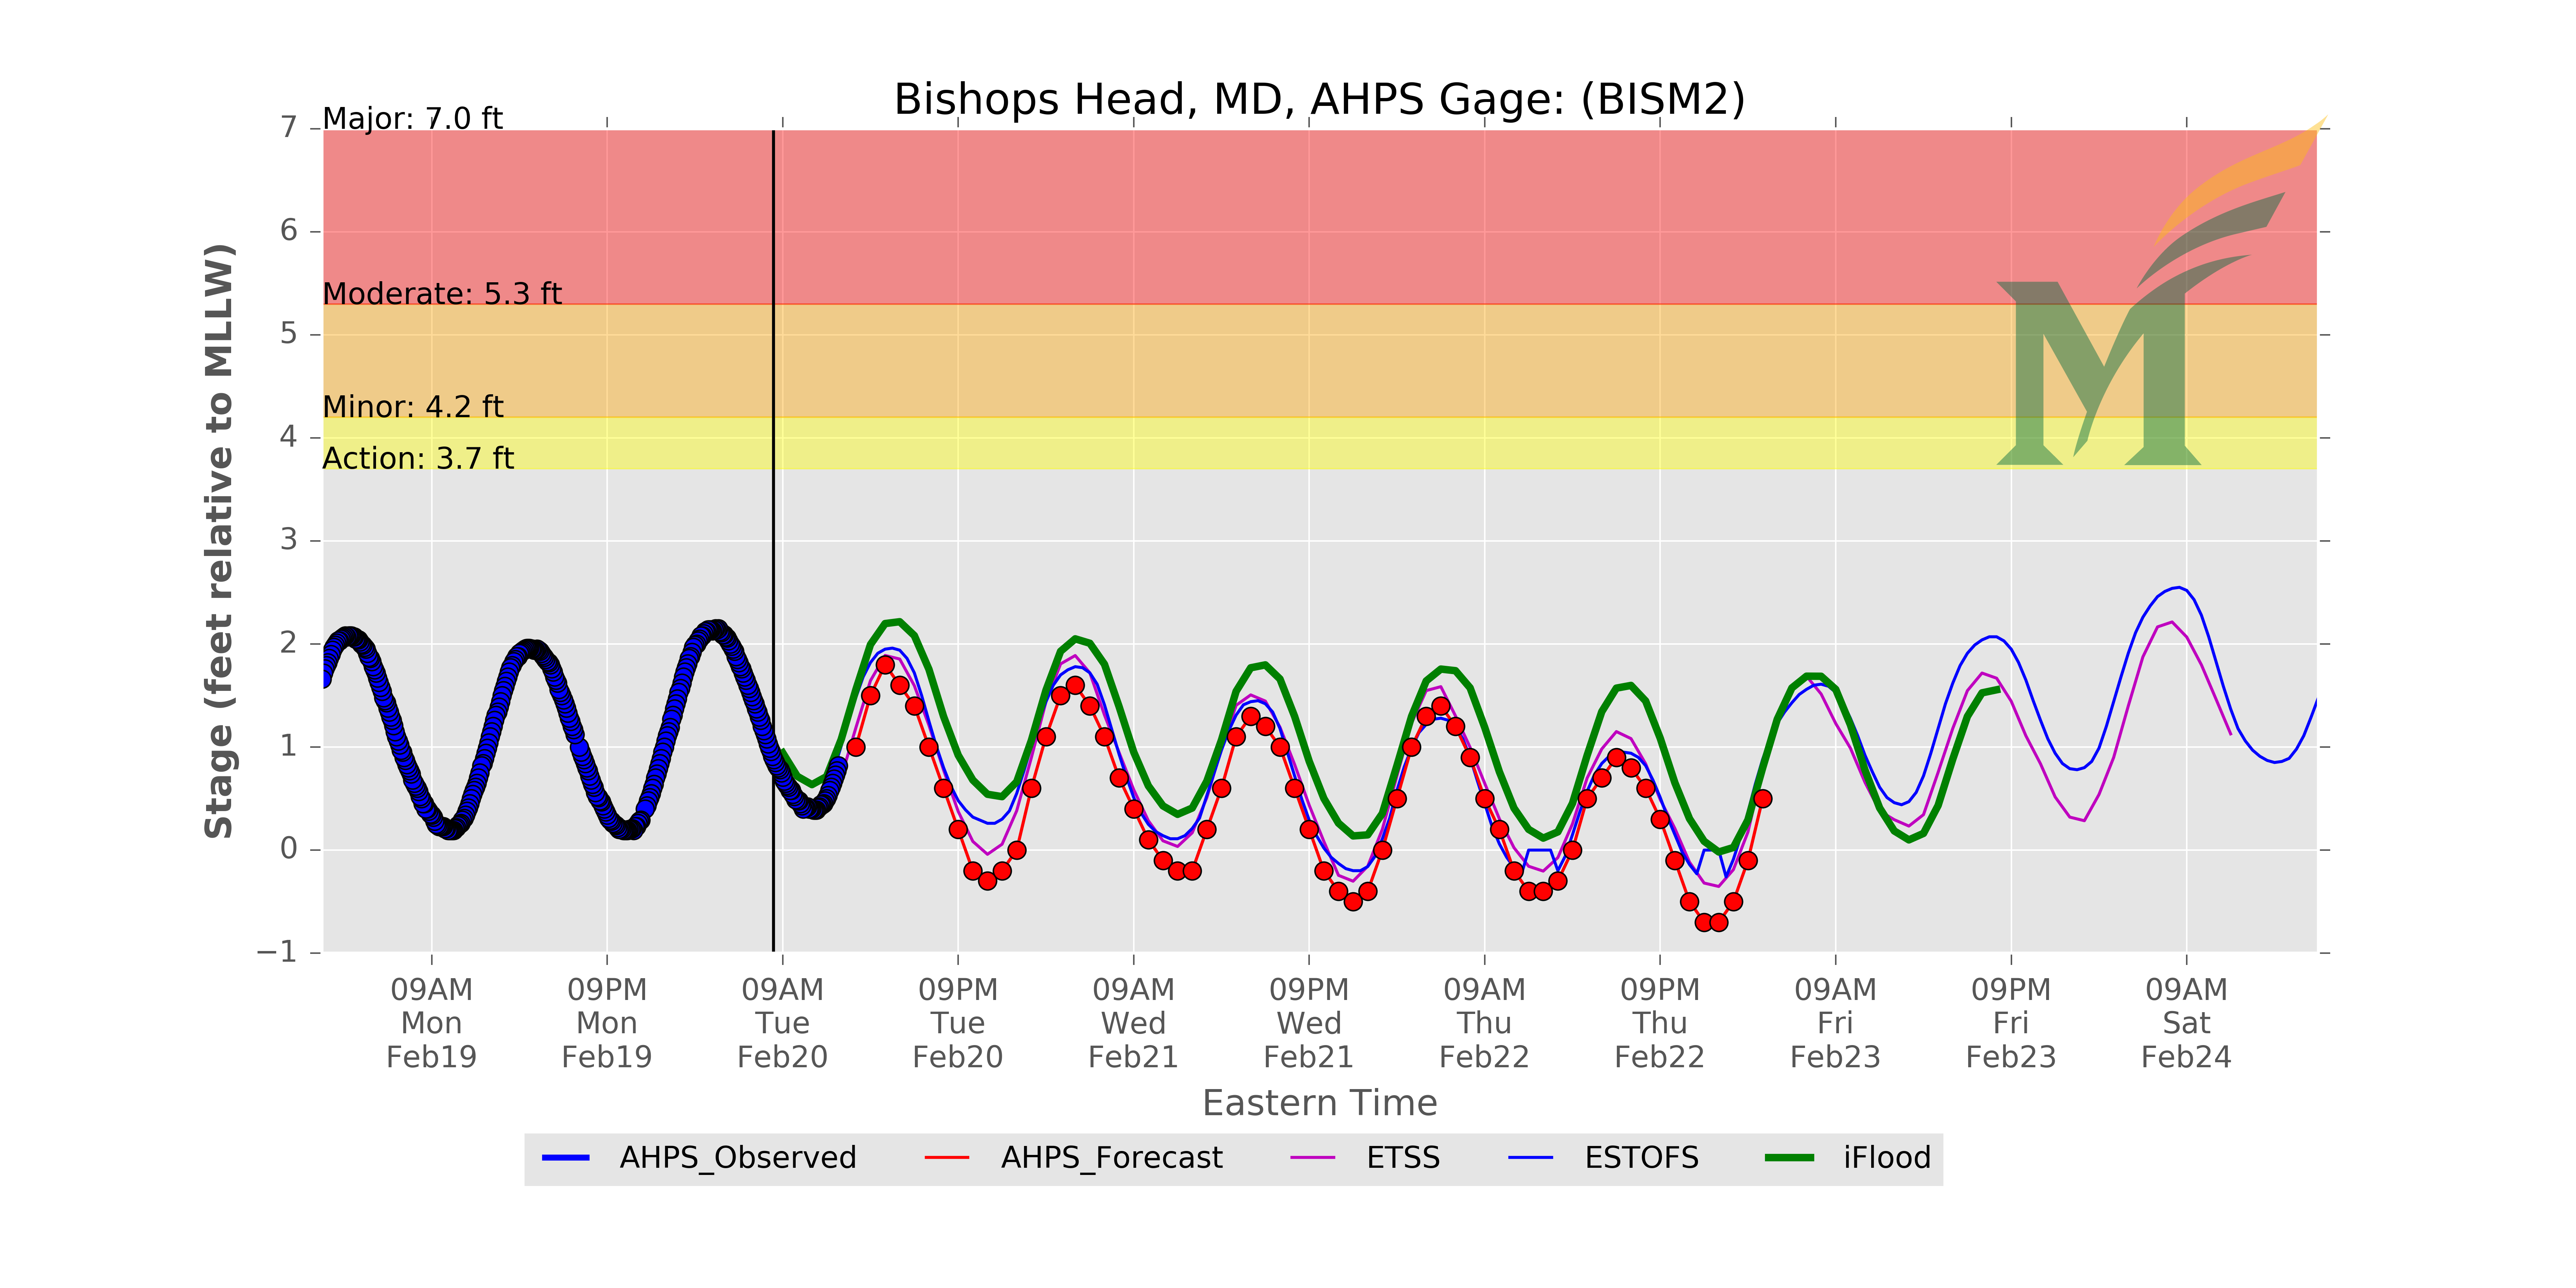 Bishops Head, MD, AHPS Gage: (BISM2)
Major: 7.0 ft
Moderate: 5.3 ft
Minor: 4.2 ft
Action: 3.7 ft
7
6
5
4
3
2
1
0
−1
Stage (feet relative to MLLW)
09AM Mon Feb19
09PM Mon Feb19
09AM Tue Feb20
09PM Tue Feb20
09AM Wed Feb21
09PM Wed Feb21
09AM Thu Feb22
09PM Thu Feb22
09AM Fri Feb23
09PM Fri Feb23
09AM Sat Feb24
Eastern Time
AHPS_Observed
AHPS_Forecast
ETSS
ESTOFS
iFlood
M